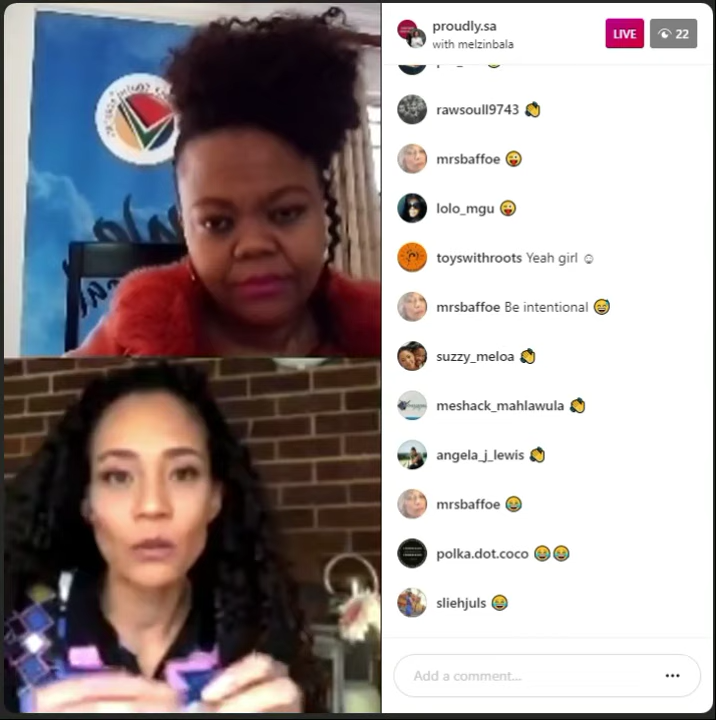 proudly.sa
with melzinbala
LIVE
22
rawsoull9743
mrsbaffoe
lolo_mgu
toyswithroots Yeah girl ☺
mrsbaffoe Be intentional 😅
suzzy_meloa
meshack_mahlawula
angela_j_lewis
mrsbaffoe 😂
polka.dot.coco 😂😂
sliehjuls 😂
Add a comment...